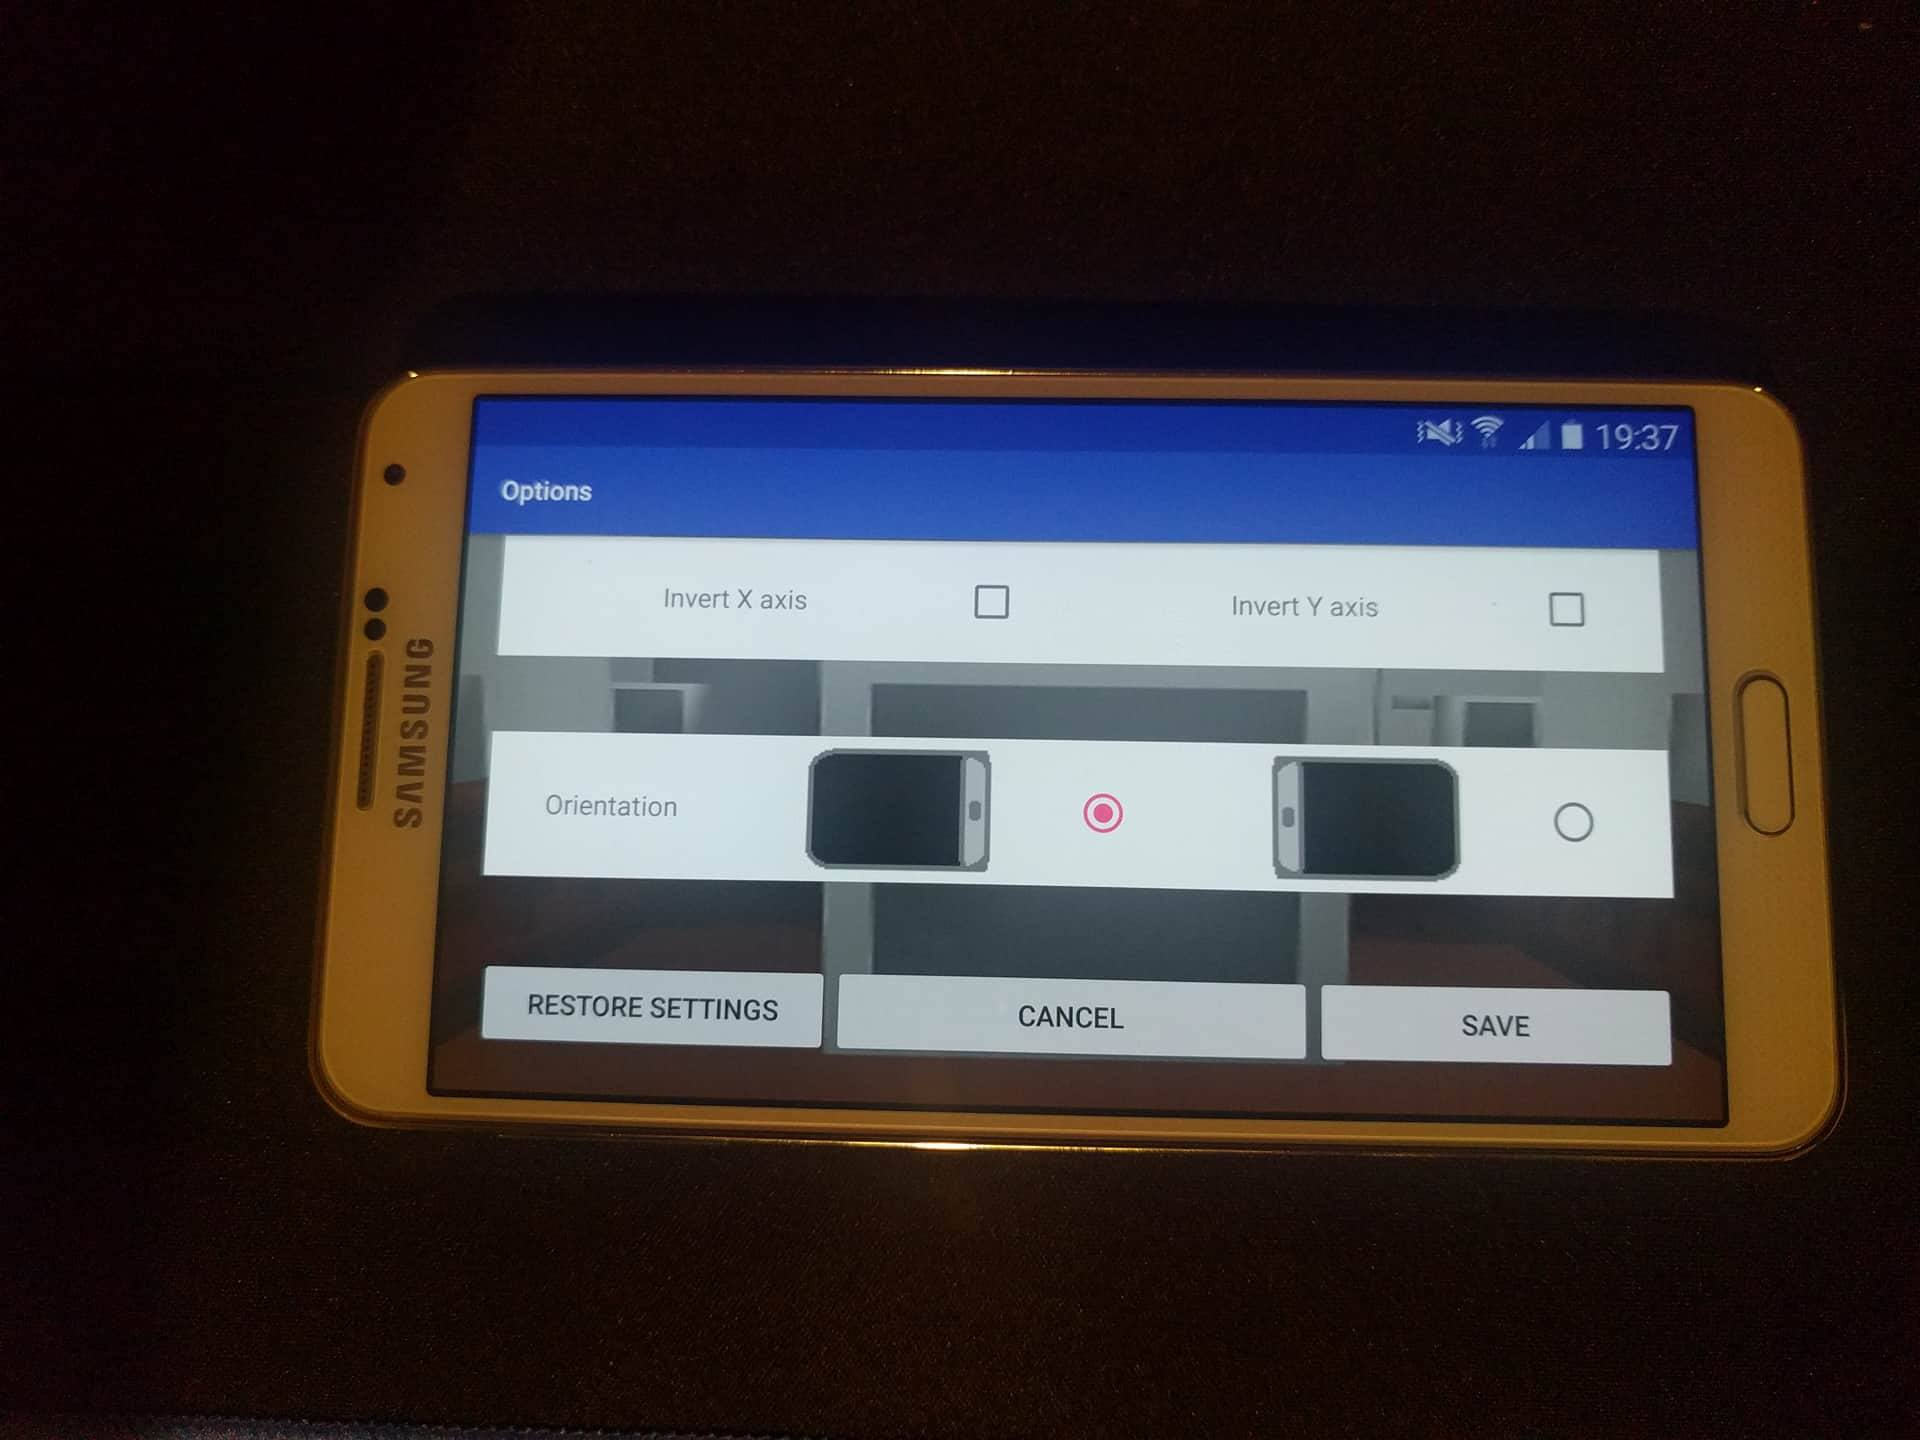 19:37
Options
Invert X axis
Invert Y axis
SAMSUNG
Orientation
RESTORE SETTINGS
CANCEL
SAVE